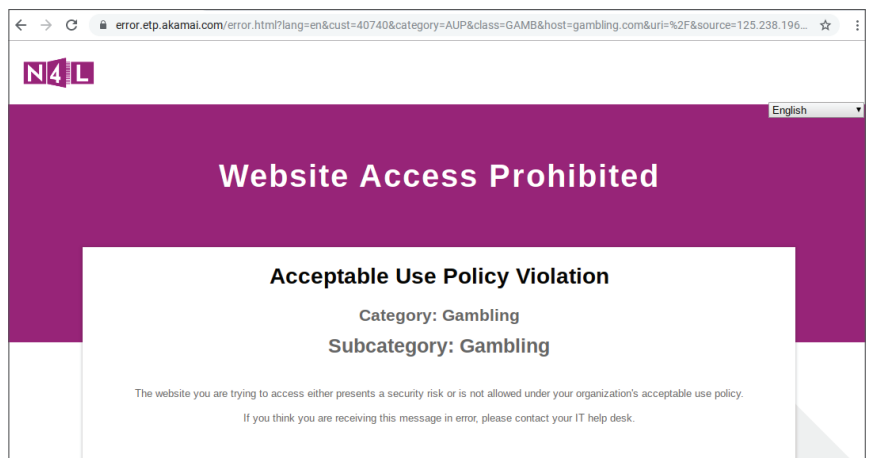 error.etp.akamai.com/error.html?lang=en&cust=40740&category=AUP&class=GAMB&host=gambling.com&uri=%2F&source=125.238.196...
N4L
English
Website Access Prohibited
Acceptable Use Policy Violation
Category: Gambling
Subcategory: Gambling
The website you are trying to access either presents a security risk or is not allowed under your organization's acceptable use policy.
If you think you are receiving this message in error, please contact your IT help desk.